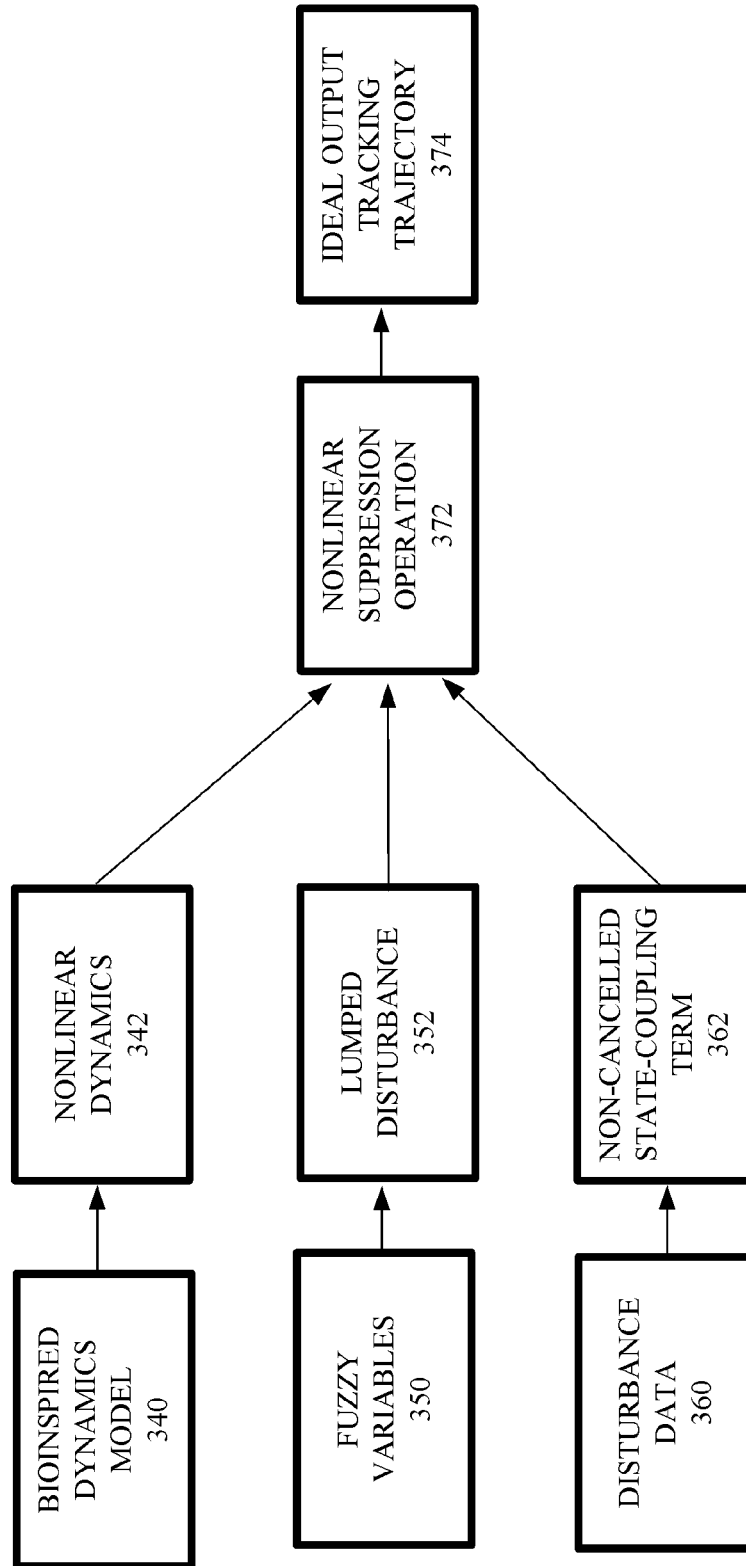 BIOINSPIRED
DYNAMICS
MODEL
340
NONLINEAR
DYNAMICS
342
FUZZY
VARIABLES
350
LUMPED
DISTURBANCE
352
DISTURBANCE
DATA
360
NON-CANCELLED
STATE-COUPLING
TERM
362
NONLINEAR
SUPPRESSION
OPERATION
372
IDEAL OUTPUT
TRACKING
TRAJECTORY
374